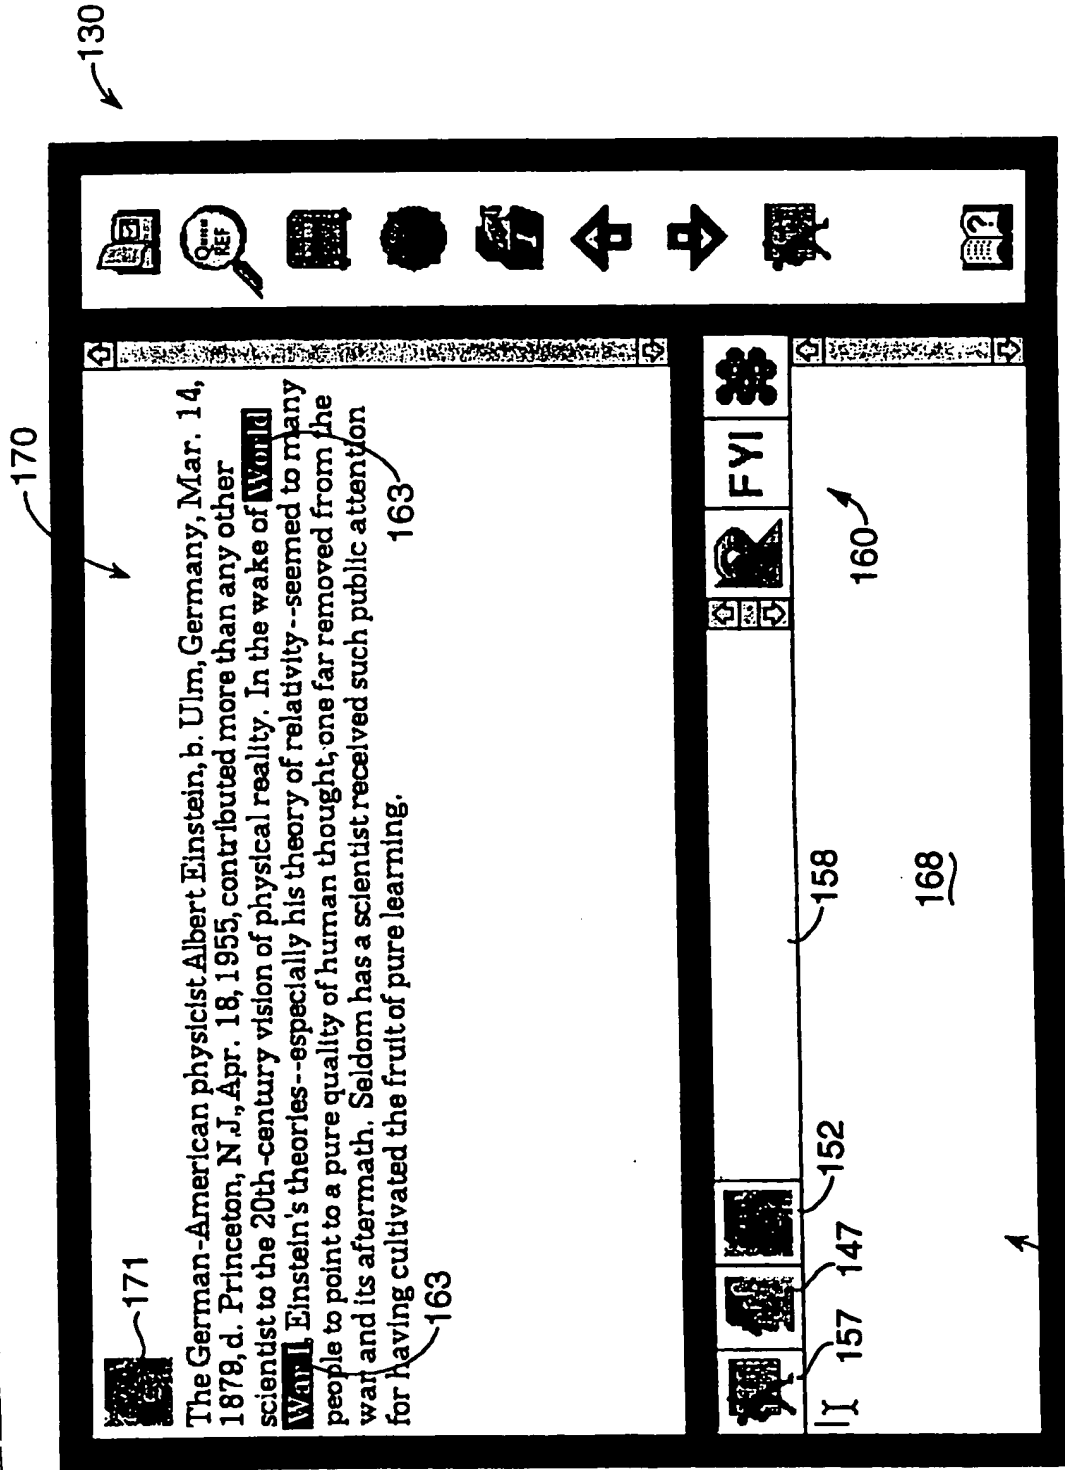 130
170
171
The German-American physicist Albert Einstein, b. Ulm, Germany, Mar. 14,
1879, d. Princeton, N.J., Apr. 18, 1955, contributed more than any other
scientist to the 20th-century vision of physical reality. In the wake of World
War I, Einstein's theories--especially his theory of relativity--seemed to many
people to point to a pure quality of human thought, one far removed from the
war and its aftermath. Seldom has a scientist received such public attention
for having cultivated the fruit of pure learning.
163
163
QUICK
REF
?
FYI
157
147
152
158
160
168